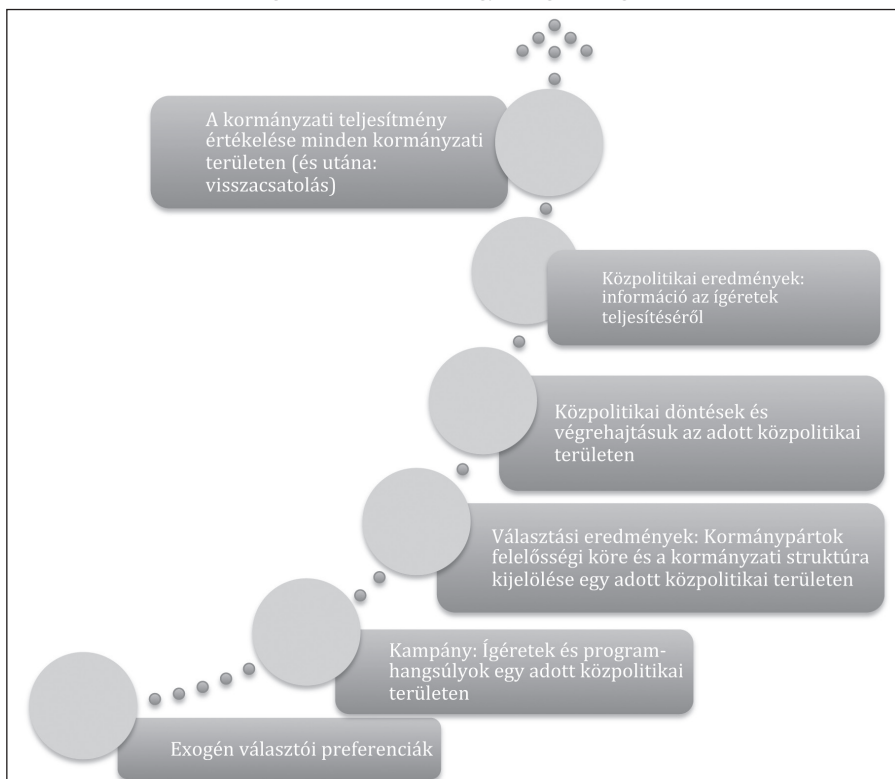 A kormányzati teljesítmény
értékelése minden kormányzati
területen (és utána:
visszacsatolás)
Közpolitikai eredmények:
információ az ígéretek
teljesítéséről
Közpolitikai döntések és
végrehajtásuk az adott közpolitikai
területen
Választási eredmények: Kormánypártok
felelősségi köre és a kormányzati struktúra
kijelölése egy adott közpolitikai területen
Kampány: Ígéretek és program-
hangsúlyok egy adott közpolitikai
területen
Exogén választói preferenciák